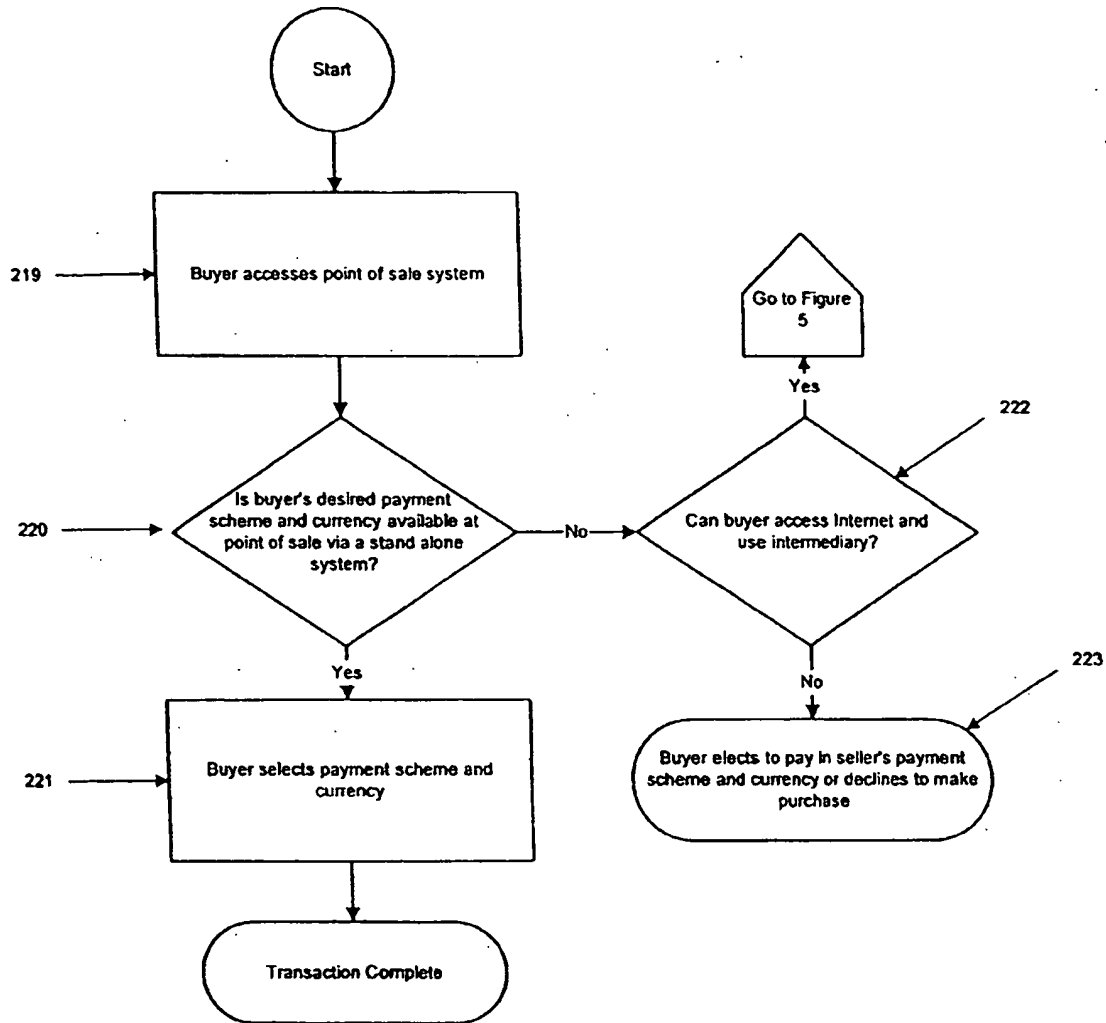 Start
219
Buyer accesses point of sale system
Go to Figure
5
Yes
222
220
Is buyer's desired payment
scheme and currency available at
point of sale via a stand alone
system?
No
Can buyer access Internet and
use intermediary?
Yes
No
223
221
Buyer selects payment scheme and
currency
Buyer elects to pay in seller's payment
scheme and currency or declines to make
purchase
Transaction Complete